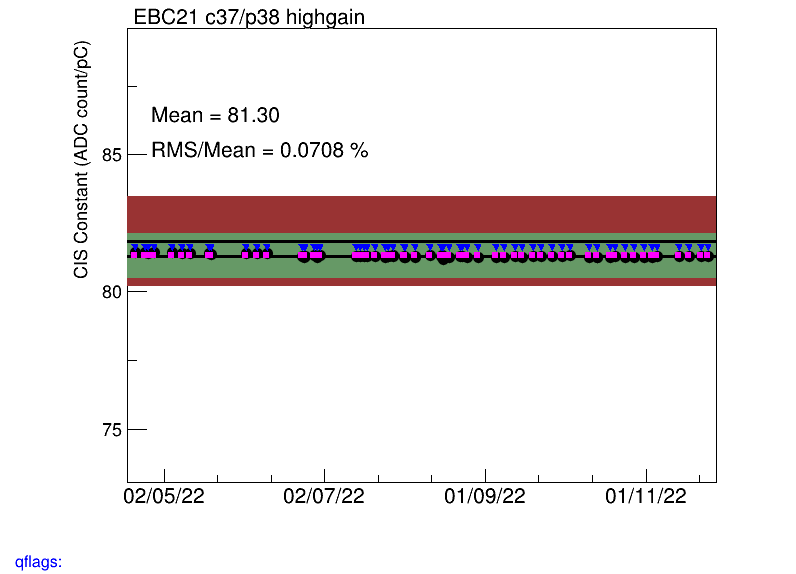 EBC21 c37/p38 highgain
CIS Constant (ADC count/pC)
Mean = 81.30
RMS/Mean = 0.0708 %
85
80
75
02/05/22 02/07/22 01/09/22 01/11/22
qflags: